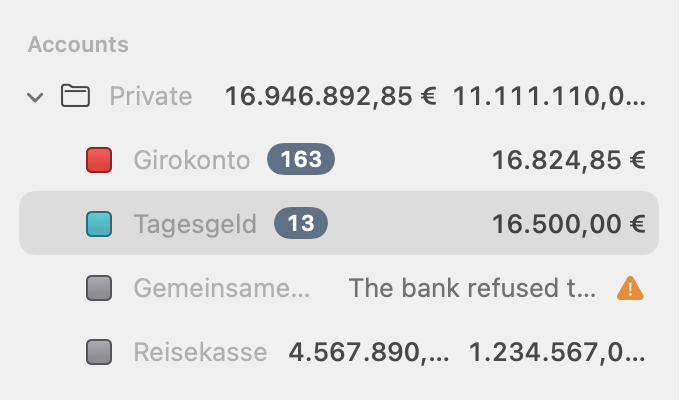 Accounts
Private 16.946.892,85 € 11.111.110,0...
Girokonto 163 16.824,85 €
Tagesgeld 13 16.500,00 €
Gemeinsame... The bank refused t...
Reisekasse 4.567.890,... 1.234.567,0...